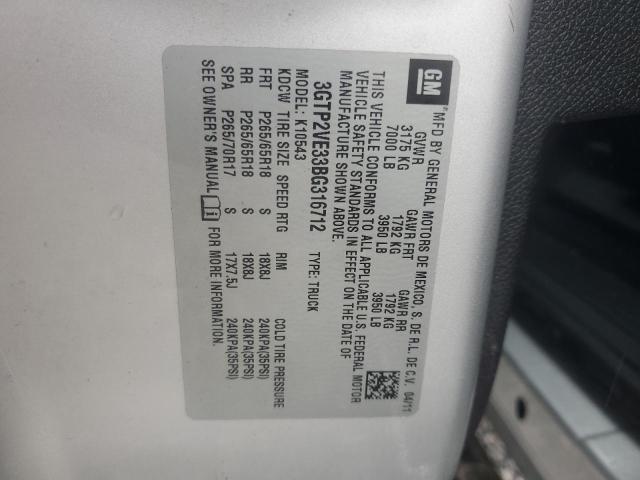 GM
MFD BY GENERAL MOTORS DE MEXICO, S. DE R.L. DE C.V. 04/11
GVWR GAWR FRT GAWR RR
3175 KG 1792 KG 1792 KG
7000 LB 3950 LB 3950 LB
THIS VEHICLE CONFORMS TO ALL APPLICABLE U.S. FEDERAL MOTOR
VEHICLE SAFETY STANDARDS IN EFFECT ON THE DATE OF
MANUFACTURE SHOWN ABOVE.
3GTP2VE33BG316712 TYPE: TRUCK
MODEL: K10543
KDCW TIRE SIZE SPEED RTG RIM COLD TIRE PRESSURE
FRT P265/65R18 S 18X8J 240KPA(35PSI)
RR P265/65R18 S 18X8J 240KPA(35PSI)
SPA P265/70R17 S 17X7.5J 240KPA(35PSI)
SEE OWNER'S MANUAL FOR MORE INFORMATION.